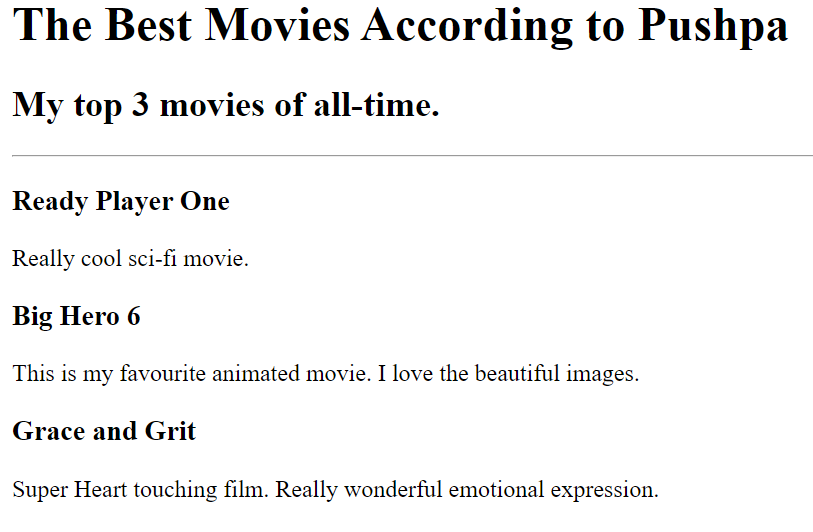 The Best Movies According to Pushpa
My top 3 movies of all-time.
Ready Player One
Really cool sci-fi movie.
Big Hero 6
This is my favourite animated movie. I love the beautiful images.
Grace and Grit
Super Heart touching film. Really wonderful emotional expression.